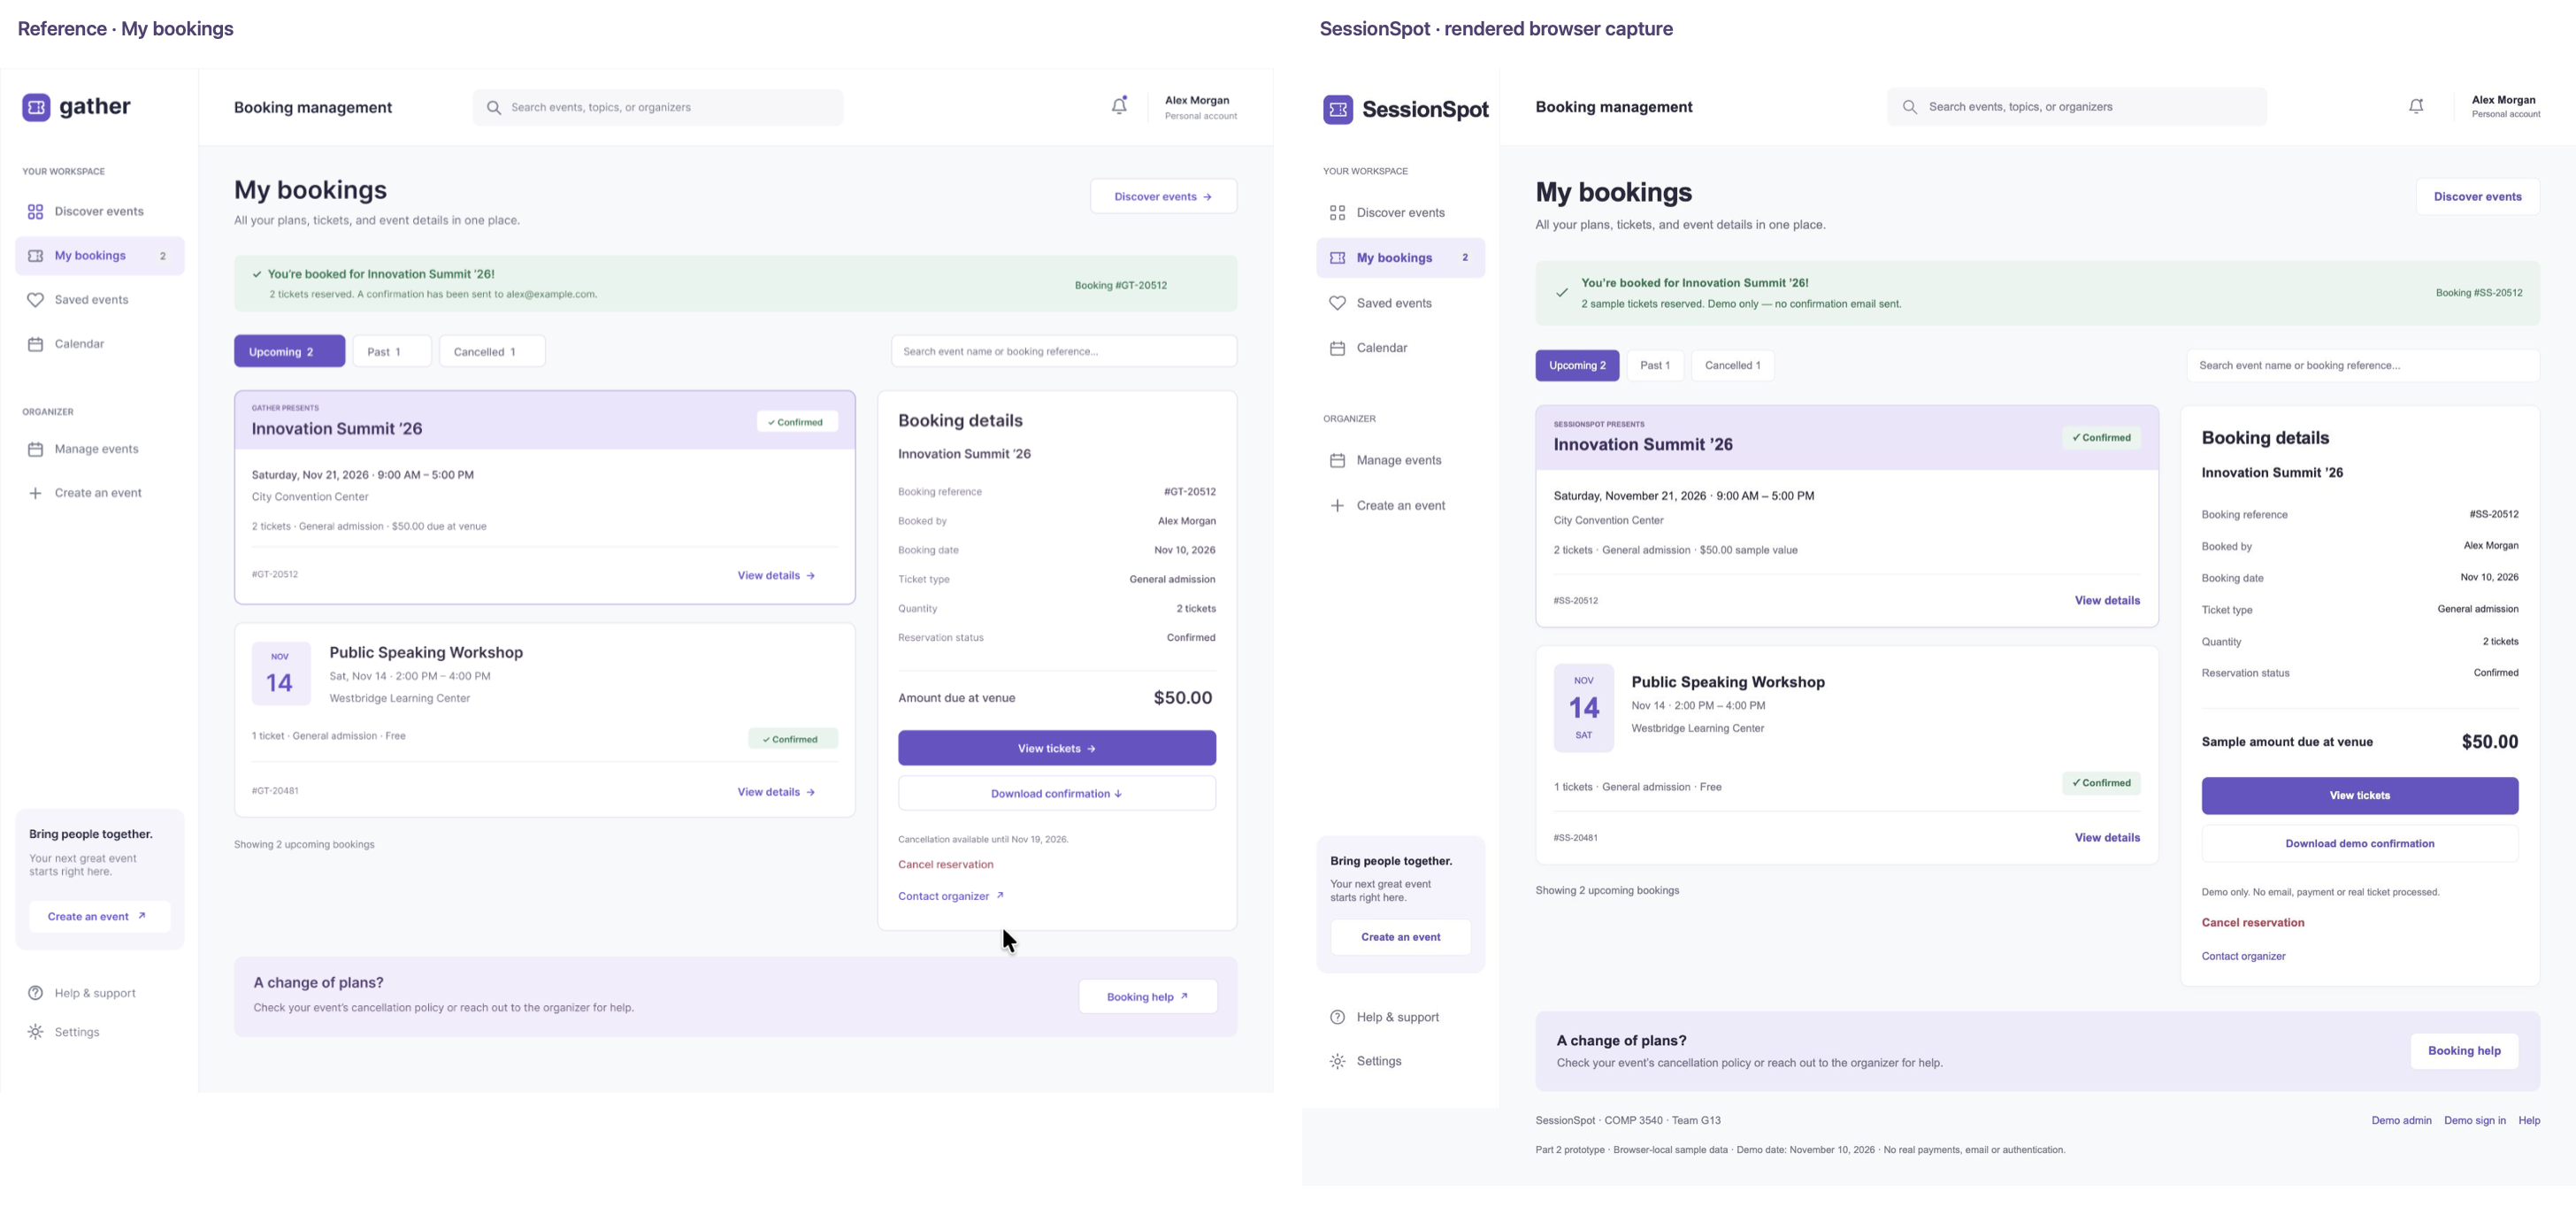 Reference · My bookings
gather
Booking management
Search events, topics, or organizers
Alex Morgan
Personal account
YOUR WORKSPACE
Discover events
My bookings 2
Saved events
Calendar
ORGANIZER
Manage events
Create an event
Bring people together.
Your next great event
starts right here.
Create an event ↗
Help & support
Settings
My bookings
All your plans, tickets, and event details in one place.
Discover events →
✓ You're booked for Innovation Summit ’26!
2 tickets reserved. A confirmation has been sent to alex@example.com.
Booking #GT-20512
Upcoming 2
Past 1
Cancelled 1
Search event name or booking reference...
GATHER PRESENTS
Innovation Summit ’26
✓ Confirmed
Saturday, Nov 21, 2026 · 9:00 AM – 5:00 PM
City Convention Center
2 tickets · General admission · $50.00 due at venue
#GT-20512
View details →
NOV
14
Public Speaking Workshop
Sat, Nov 14 · 2:00 PM – 4:00 PM
Westbridge Learning Center
1 ticket · General admission · Free
✓ Confirmed
#GT-20481
View details →
Showing 2 upcoming bookings
Booking details
Innovation Summit ’26
Booking reference #GT-20512
Booked by Alex Morgan
Booking date Nov 10, 2026
Ticket type General admission
Quantity 2 tickets
Reservation status Confirmed
Amount due at venue $50.00
View tickets →
Download confirmation ↓
Cancellation available until Nov 19, 2026.
Cancel reservation
Contact organizer ↗
A change of plans?
Check your event's cancellation policy or reach out to the organizer for help.
Booking help ↗
SessionSpot · rendered browser capture
SessionSpot
Booking management
Search events, topics, or organizers
Alex Morgan
Personal account
YOUR WORKSPACE
Discover events
My bookings 2
Saved events
Calendar
ORGANIZER
Manage events
Create an event
Bring people together.
Your next great event
starts right here.
Create an event
Help & support
Settings
My bookings
All your plans, tickets, and event details in one place.
Discover events
✓ You're booked for Innovation Summit ’26!
2 sample tickets reserved. Demo only — no confirmation email sent.
Booking #SS-20512
Upcoming 2
Past 1
Cancelled 1
Search event name or booking reference...
SESSIONSPOT PRESENTS
Innovation Summit ’26
✓ Confirmed
Saturday, November 21, 2026 · 9:00 AM – 5:00 PM
City Convention Center
2 tickets · General admission · $50.00 sample value
#SS-20512
View details
NOV
14
SAT
Public Speaking Workshop
Nov 14 · 2:00 PM – 4:00 PM
Westbridge Learning Center
1 tickets · General admission · Free
✓ Confirmed
#SS-20481
View details
Showing 2 upcoming bookings
Booking details
Innovation Summit ’26
Booking reference #SS-20512
Booked by Alex Morgan
Booking date Nov 10, 2026
Ticket type General admission
Quantity 2 tickets
Reservation status Confirmed
Sample amount due at venue $50.00
View tickets
Download demo confirmation
Demo only. No email, payment or real ticket processed.
Cancel reservation
Contact organizer
A change of plans?
Check your event's cancellation policy or reach out to the organizer for help.
Booking help
SessionSpot · COMP 3540 · Team G13
Demo admin Demo sign in Help
Part 2 prototype · Browser-local sample data · Demo date: November 10, 2026 · No real payments, email or authentication.